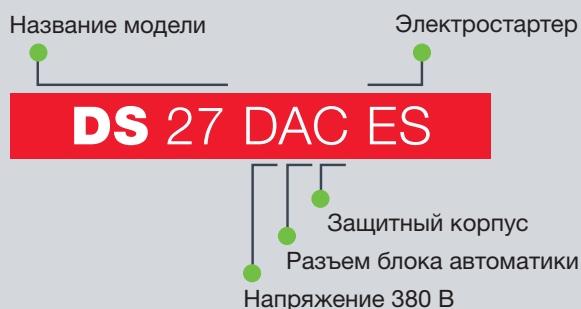 Название модели
Электростартер
DS 27 DAC ES
Защитный корпус
Разъем блока автоматики
Напряжение 380 В